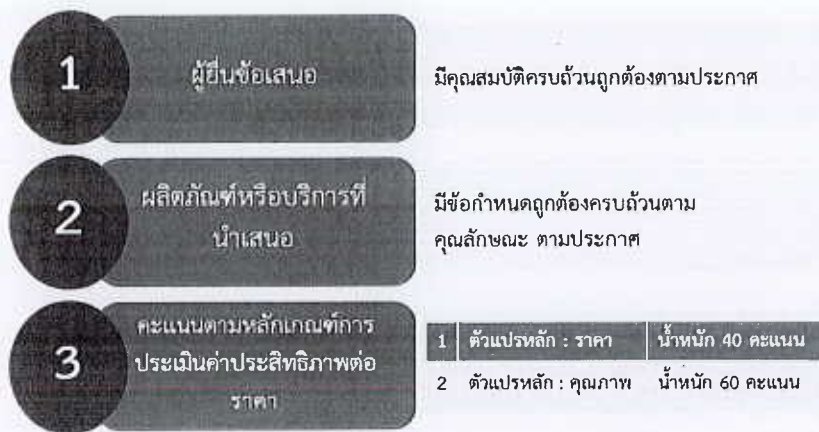 1 ผู้ยื่นข้อเสนอ มีคุณสมบัติครบถ้วนถูกต้องตามประกาศ
2 ผลิตภัณฑ์หรือบริการที่
นำเสนอ
มีข้อกำหนดถูกต้องครบถ้วนตาม
คุณลักษณะ ตามประกาศ
3 คะแนนตามหลักเกณฑ์การ
ประเมินค่าประสิทธิภาพต่อ
ราคา
1 ตัวแปรหลัก : ราคา น้ำหนัก 40 คะแนน
2 ตัวแปรหลัก : คุณภาพ น้ำหนัก 60 คะแนน